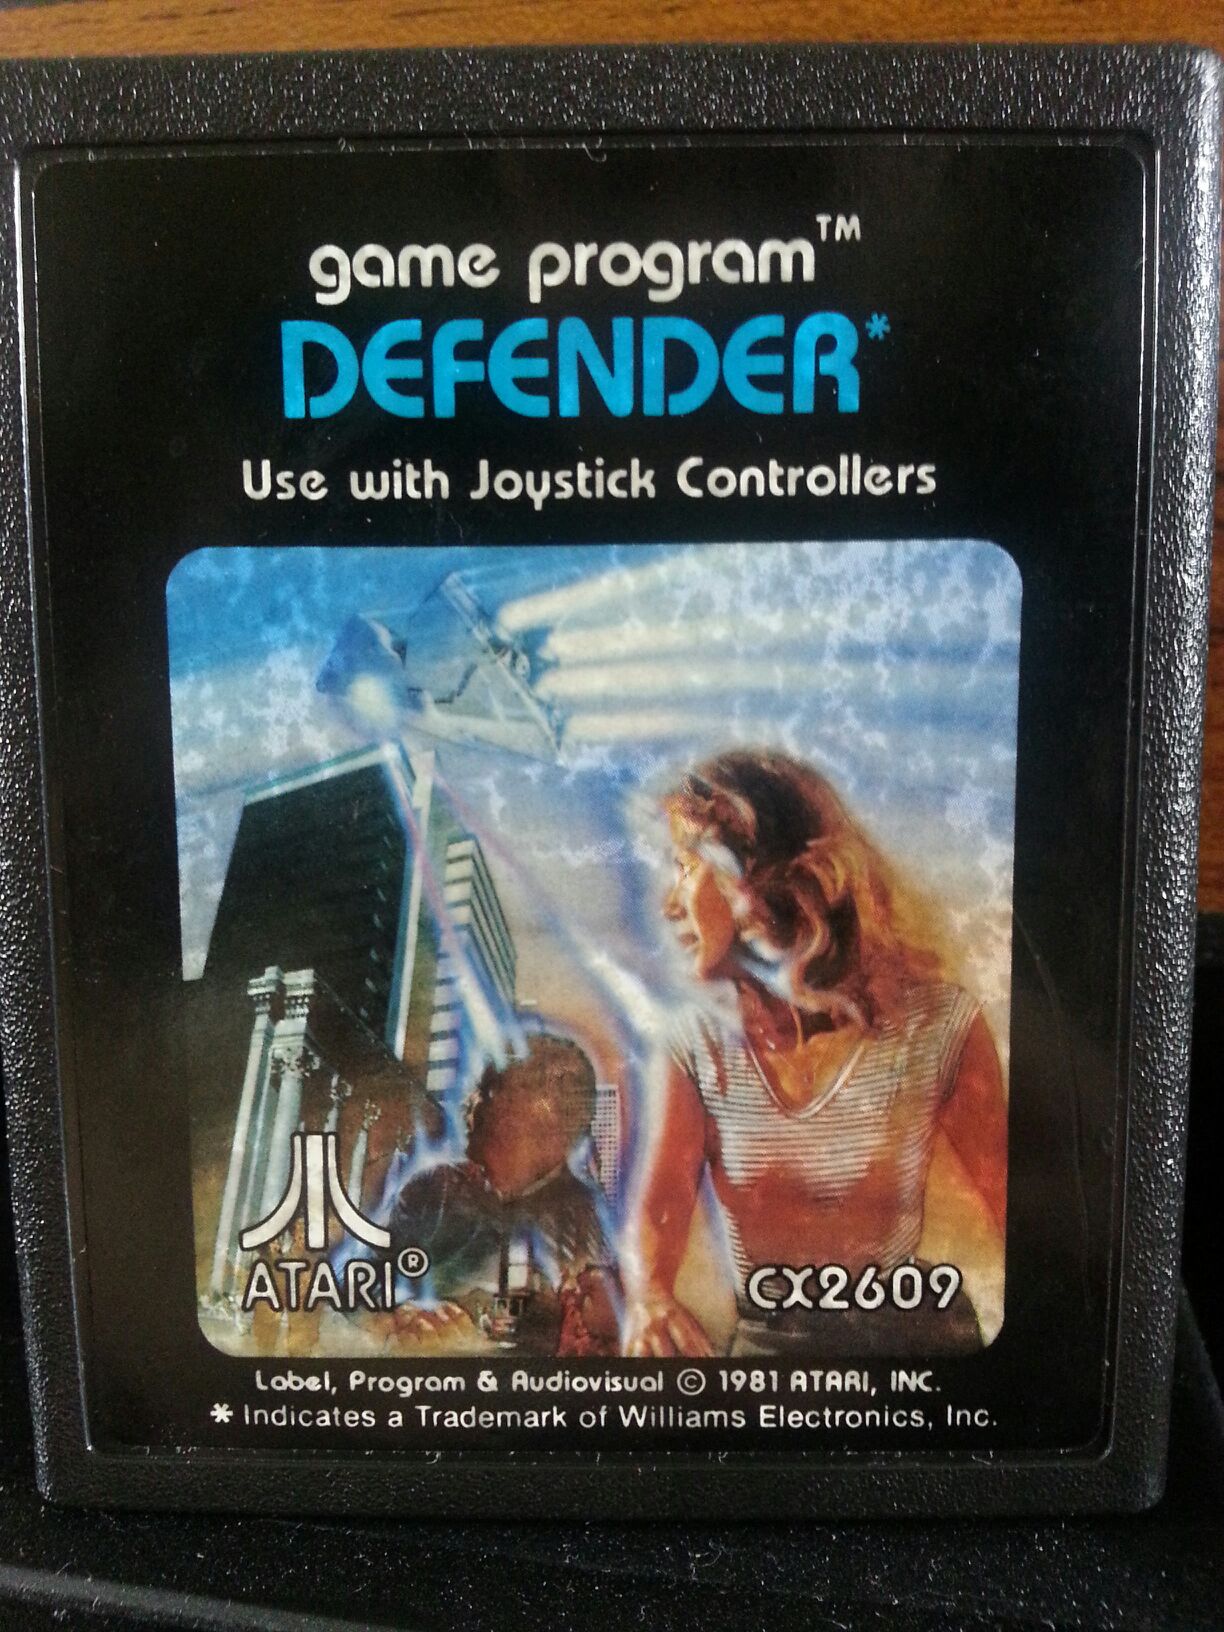 game program™
DEFENDER*
Use with Joystick Controllers
ATARI®
CX2609
Label, Program & Audiovisual © 1981 ATARI, INC.
* Indicates a Trademark of Williams Electronics, Inc.